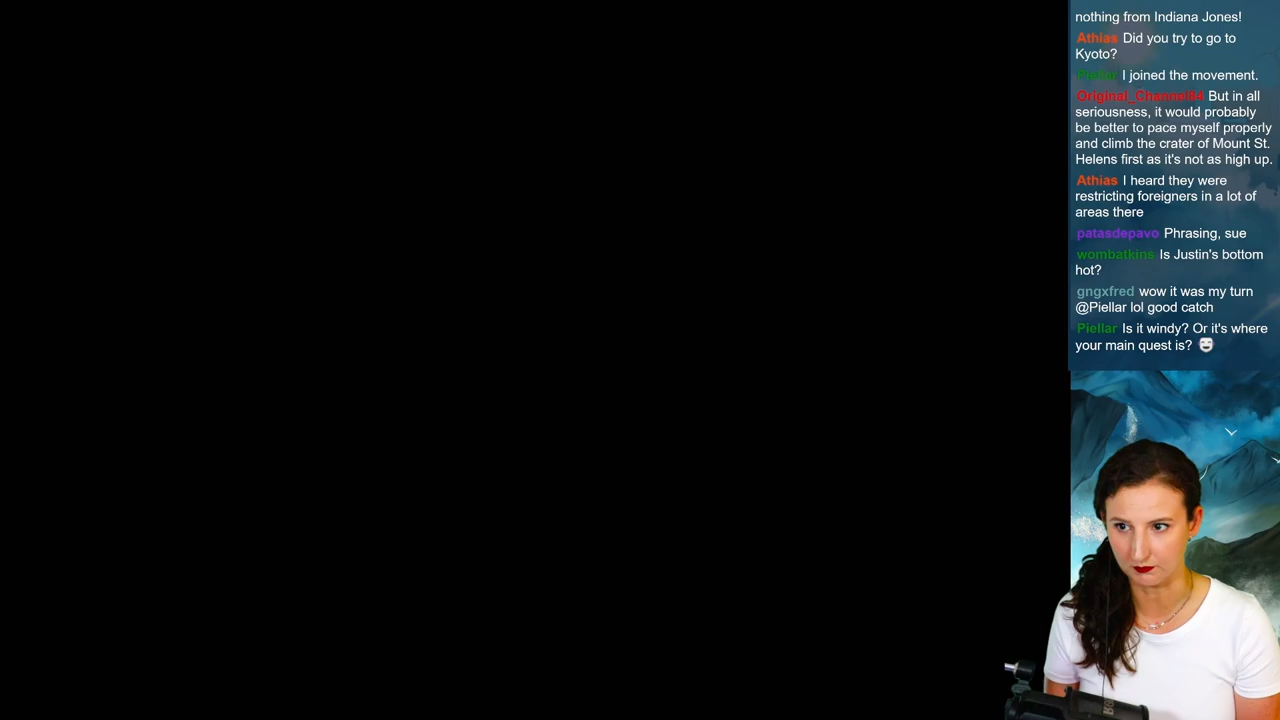 nothing from Indiana Jones!
Athias Did you try to go to
Kyoto?
Piellar I joined the movement.
Original_Channel84 But in all
seriousness, it would probably
be better to pace myself properly
and climb the crater of Mount St.
Helens first as it's not as high up.
Athias I heard they were
restricting foreigners in a lot of
areas there
patasdepavo Phrasing, sue
wombatkins Is Justin's bottom
hot?
gngxfred wow it was my turn
@Piellar lol good catch
Piellar Is it windy? Or it's where
your main quest is?